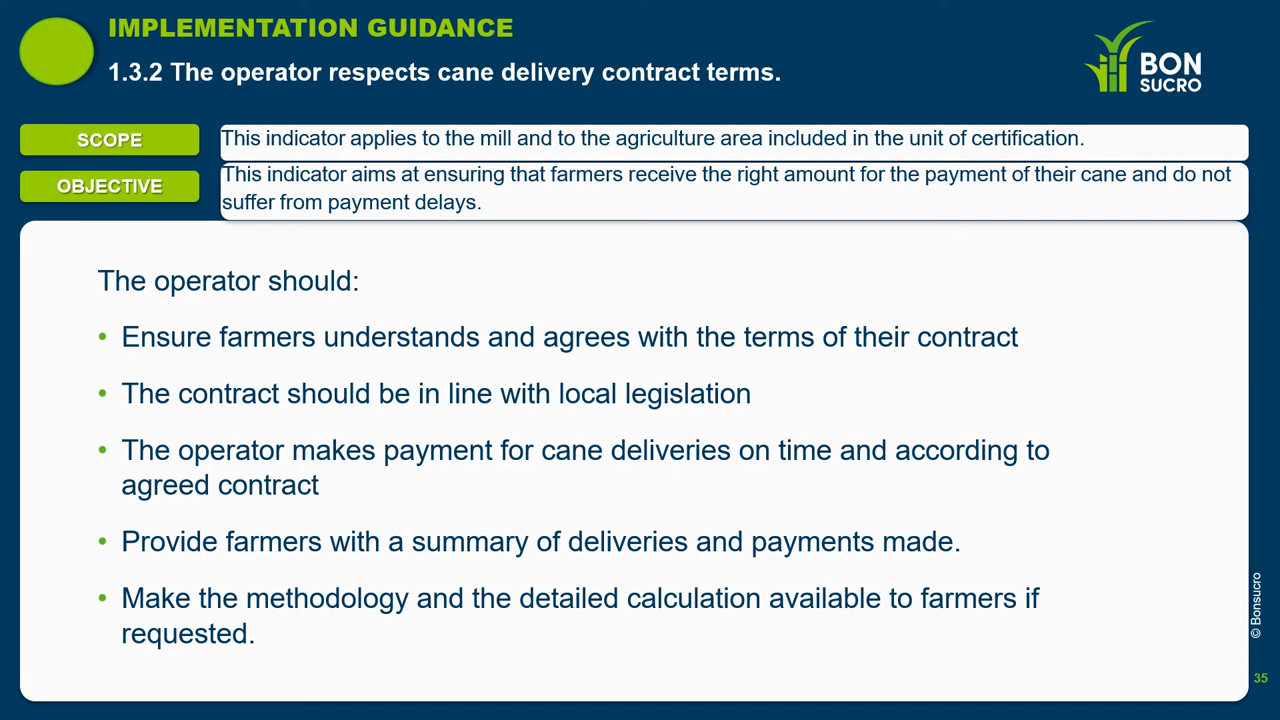 IMPLEMENTATION GUIDANCE
1.3.2 The operator respects cane delivery contract terms.
BON
SUCRO
SCOPE
This indicator applies to the mill and to the agriculture area included in the unit of certification.
OBJECTIVE
This indicator aims at ensuring that farmers receive the right amount for the payment of their cane and do not
suffer from payment delays.
The operator should:
• Ensure farmers understands and agrees with the terms of their contract
• The contract should be in line with local legislation
• The operator makes payment for cane deliveries on time and according to
agreed contract
• Provide farmers with a summary of deliveries and payments made.
• Make the methodology and the detailed calculation available to farmers if
requested.
© Bonsucro
35